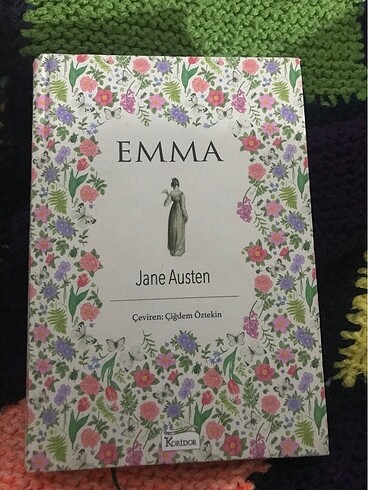 EMMA
Jane Austen
Çeviren: Çiğdem Öztekin
KORİDOR